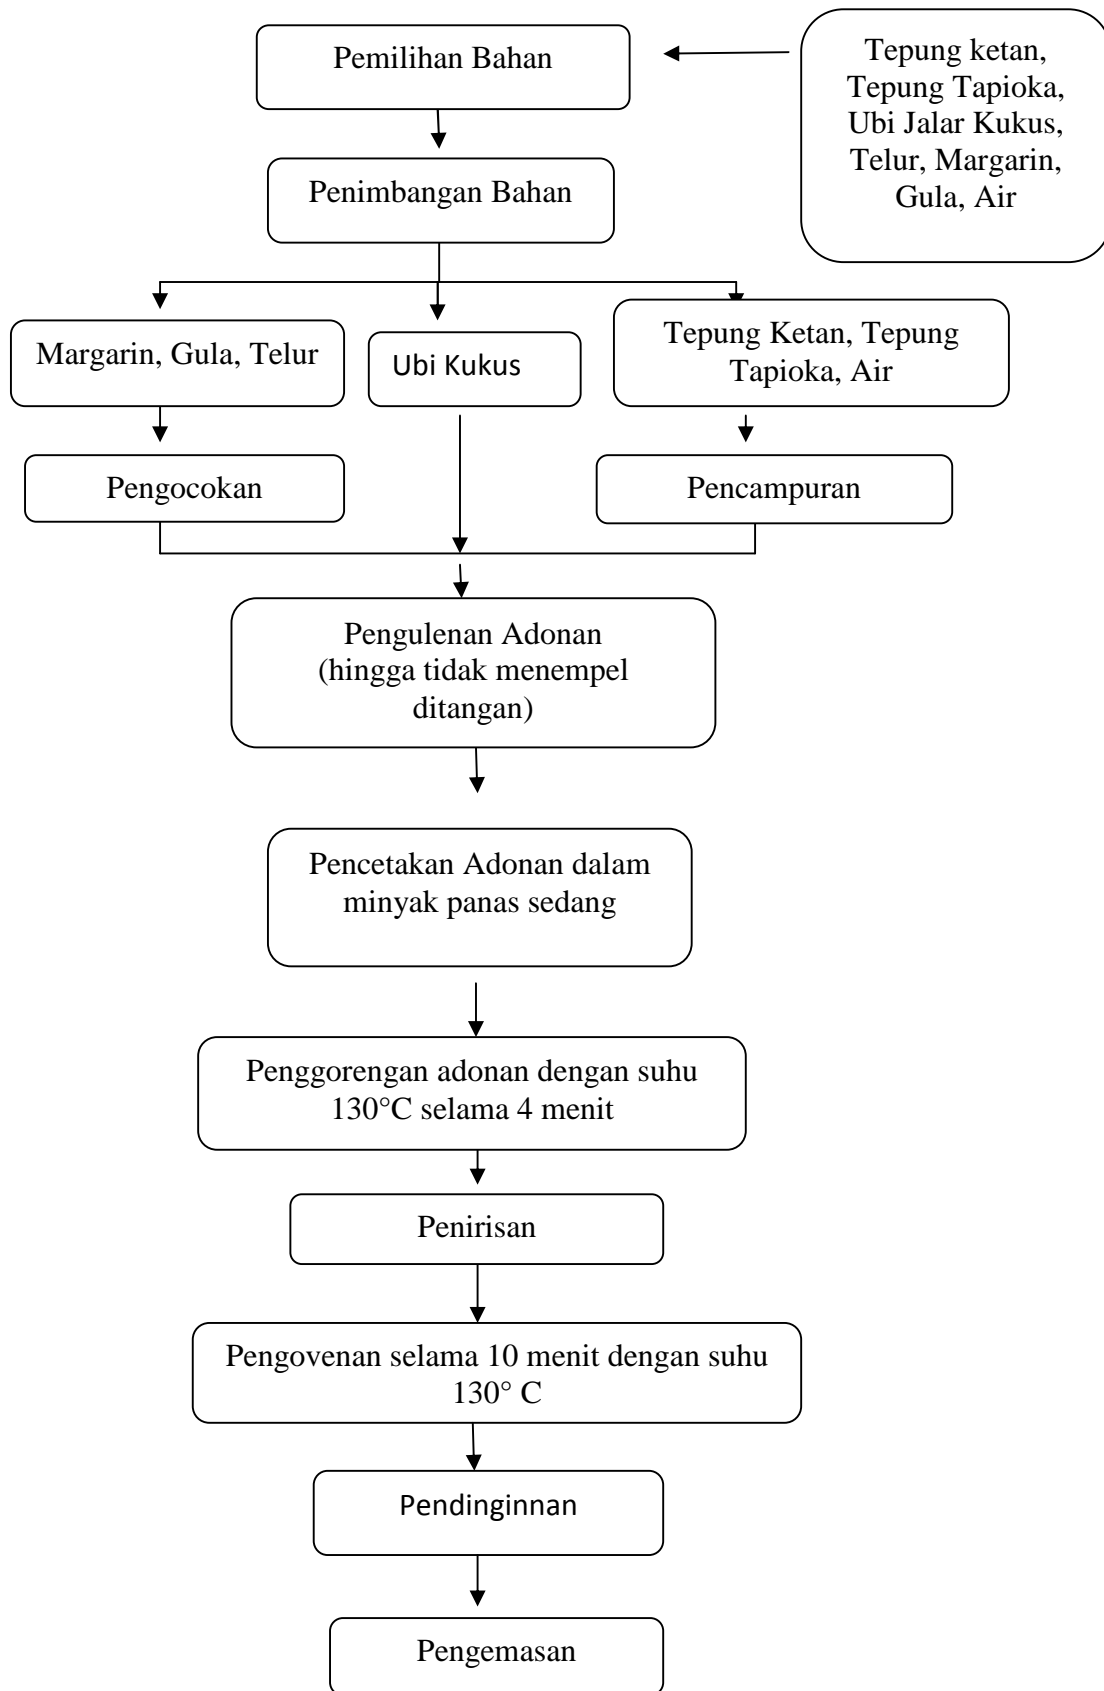 Pemilihan Bahan
Tepung ketan,
Tepung Tapioka,
Ubi Jalar Kukus,
Telur, Margarin,
Gula, Air
Penimbangan Bahan
Margarin, Gula, Telur
Ubi Kukus
Tepung Ketan, Tepung
Tapioka, Air
Pengocokan
Pencampuran
Pengulenan Adonan
(hingga tidak menempel
ditangan)
Pencetakan Adonan dalam
minyak panas sedang
Penggorengan adonan dengan suhu
130°C selama 4 menit
Penirisan
Pengovenan selama 10 menit dengan suhu
130° C
Pendinginnan
Pengemasan